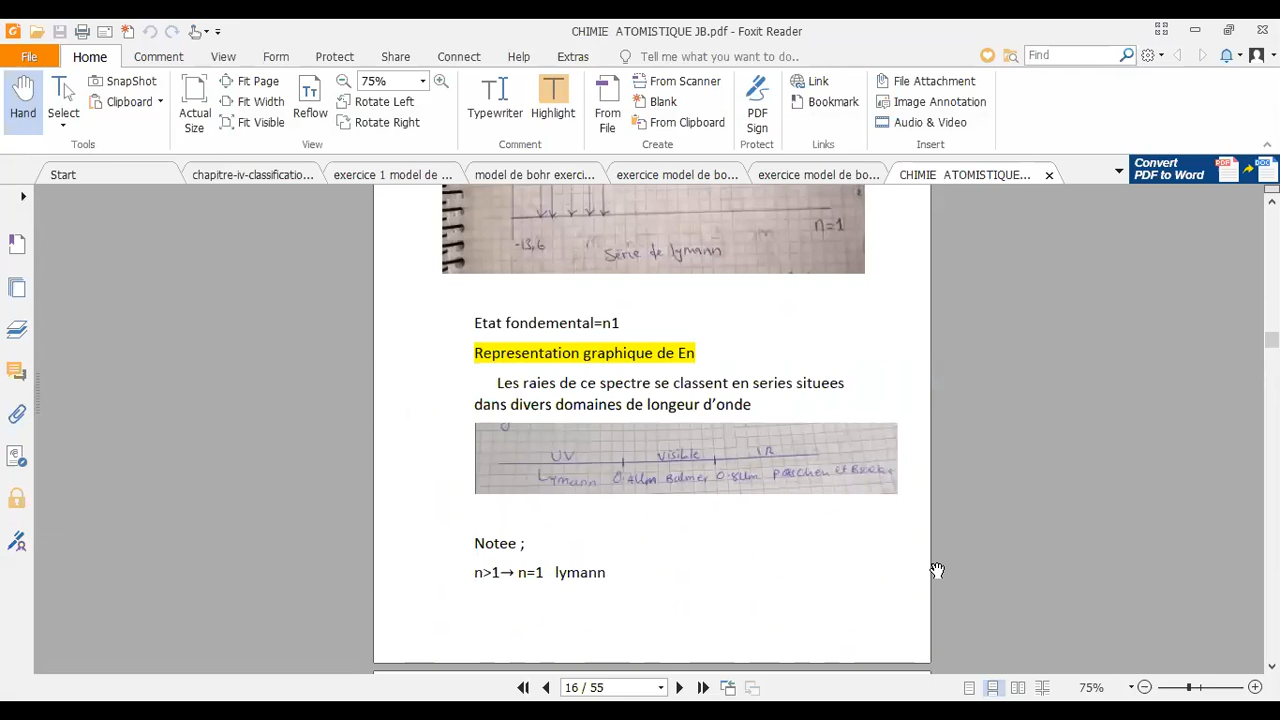 CHIMIE ATOMISTIQUE JB.pdf - Foxit Reader
File Home Comment View Form Protect Share Connect Help Extras Tell me what you want to do.. Find
Hand
Select
SnapShot
Clipboard
Tools
Actual Size
Fit Page
Fit Width
Fit Visible
Reflow
75%
Rotate Left
Rotate Right
View
Typewriter
Highlight
Comment
From File
From Scanner
Blank
From Clipboard
Create
PDF Sign
Protect
Link
Bookmark
Links
File Attachment
Image Annotation
Audio & Video
Insert
Start chapitre-iv-classificatio... exercice 1 model de ... model de bohr exerci... exercice model de bo... exercice model de bo... CHIMIE ATOMISTIQUE...
Convert
PDF to Word
n=1
-13,6
Série de lymann
Etat fondemental=n1
Representation graphique de En
Les raies de ce spectre se classent en series situees
dans divers domaines de longeur d’onde
UV visible IR
Lymann 0.4um Balmer 0.8um paschen et
Notee ;
n>1→ n=1 lymann
16 / 55
75%